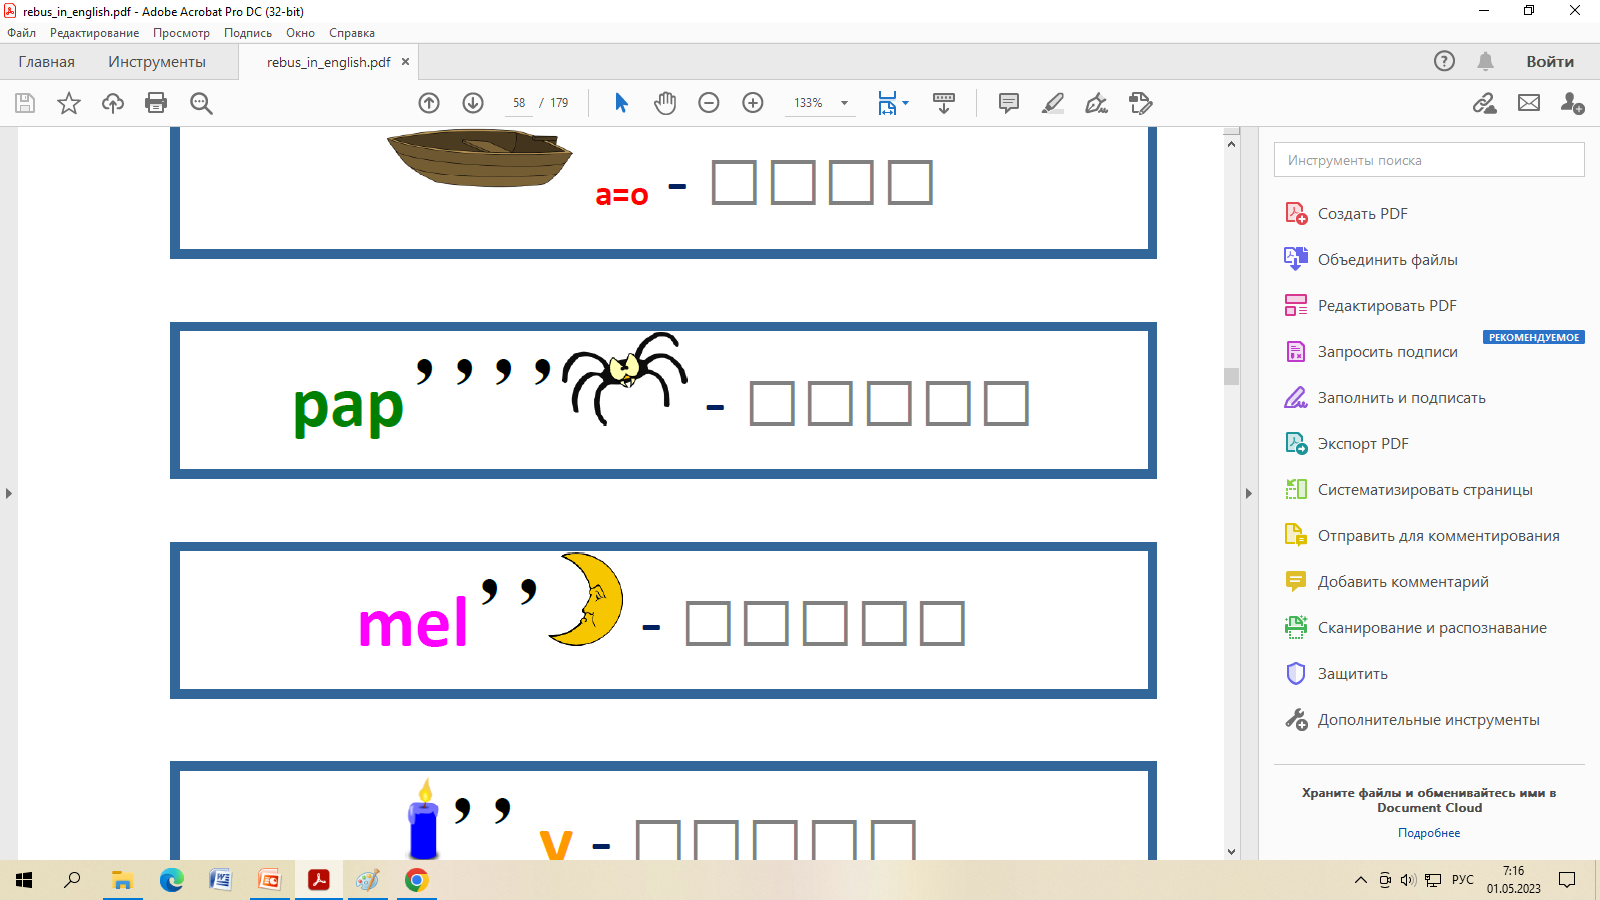 rebus_in_english.pdf - Adobe Acrobat Pro DC (32-bit)
Файл Редактирование Просмотр Подпись Окно Справка
Главная Инструменты rebus_in_english.pdf × Войти
58 / 179 133%
a=o - □ □ □ □
pap ’ ’ ’ ’ - □ □ □ □ □
mel ’ ’ - □ □ □ □ □
’ ’ y - □ □ □ □ □
Инструменты поиска
Создать PDF
Объединить файлы
Редактировать PDF
РЕКОМЕНДУЕМОЕ
Запросить подписи
Заполнить и подписать
Экспорт PDF
Систематизировать страницы
Отправить для комментирования
Добавить комментарий
Сканирование и распознавание
Защитить
Дополнительные инструменты
Храните файлы и обменивайтесь ими в
Document Cloud
Подробнее
РУС
7:16
01.05.2023